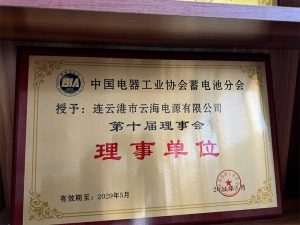 BIA
中国电器工业协会蓄电池分会
授予：连云港市云海电源有限公司
第十届理事会
理事单位
有效期至：2029年5月